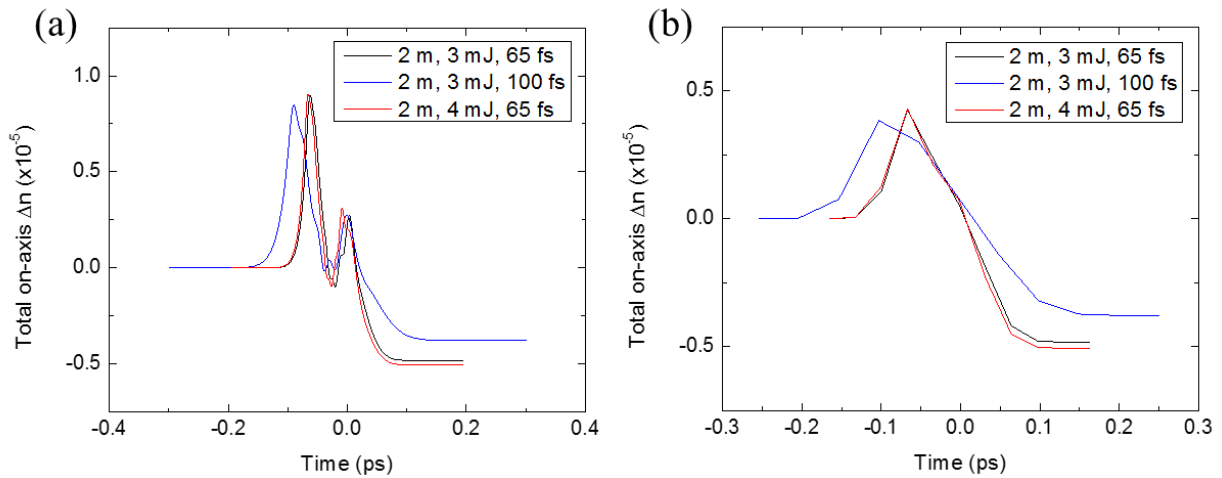 (a)
2 m, 3 mJ, 65 fs
2 m, 3 mJ, 100 fs
2 m, 4 mJ, 65 fs
1.0
0.5
0.0
-0.5
Total on-axis Δn (x10⁻⁵)
-0.4
-0.2
0.0
0.2
0.4
Time (ps)
(b)
2 m, 3 mJ, 65 fs
2 m, 3 mJ, 100 fs
2 m, 4 mJ, 65 fs
0.5
0.0
-0.5
Total on-axis Δn (x10⁻⁵)
-0.3
-0.2
-0.1
0.0
0.1
0.2
0.3
Time (ps)